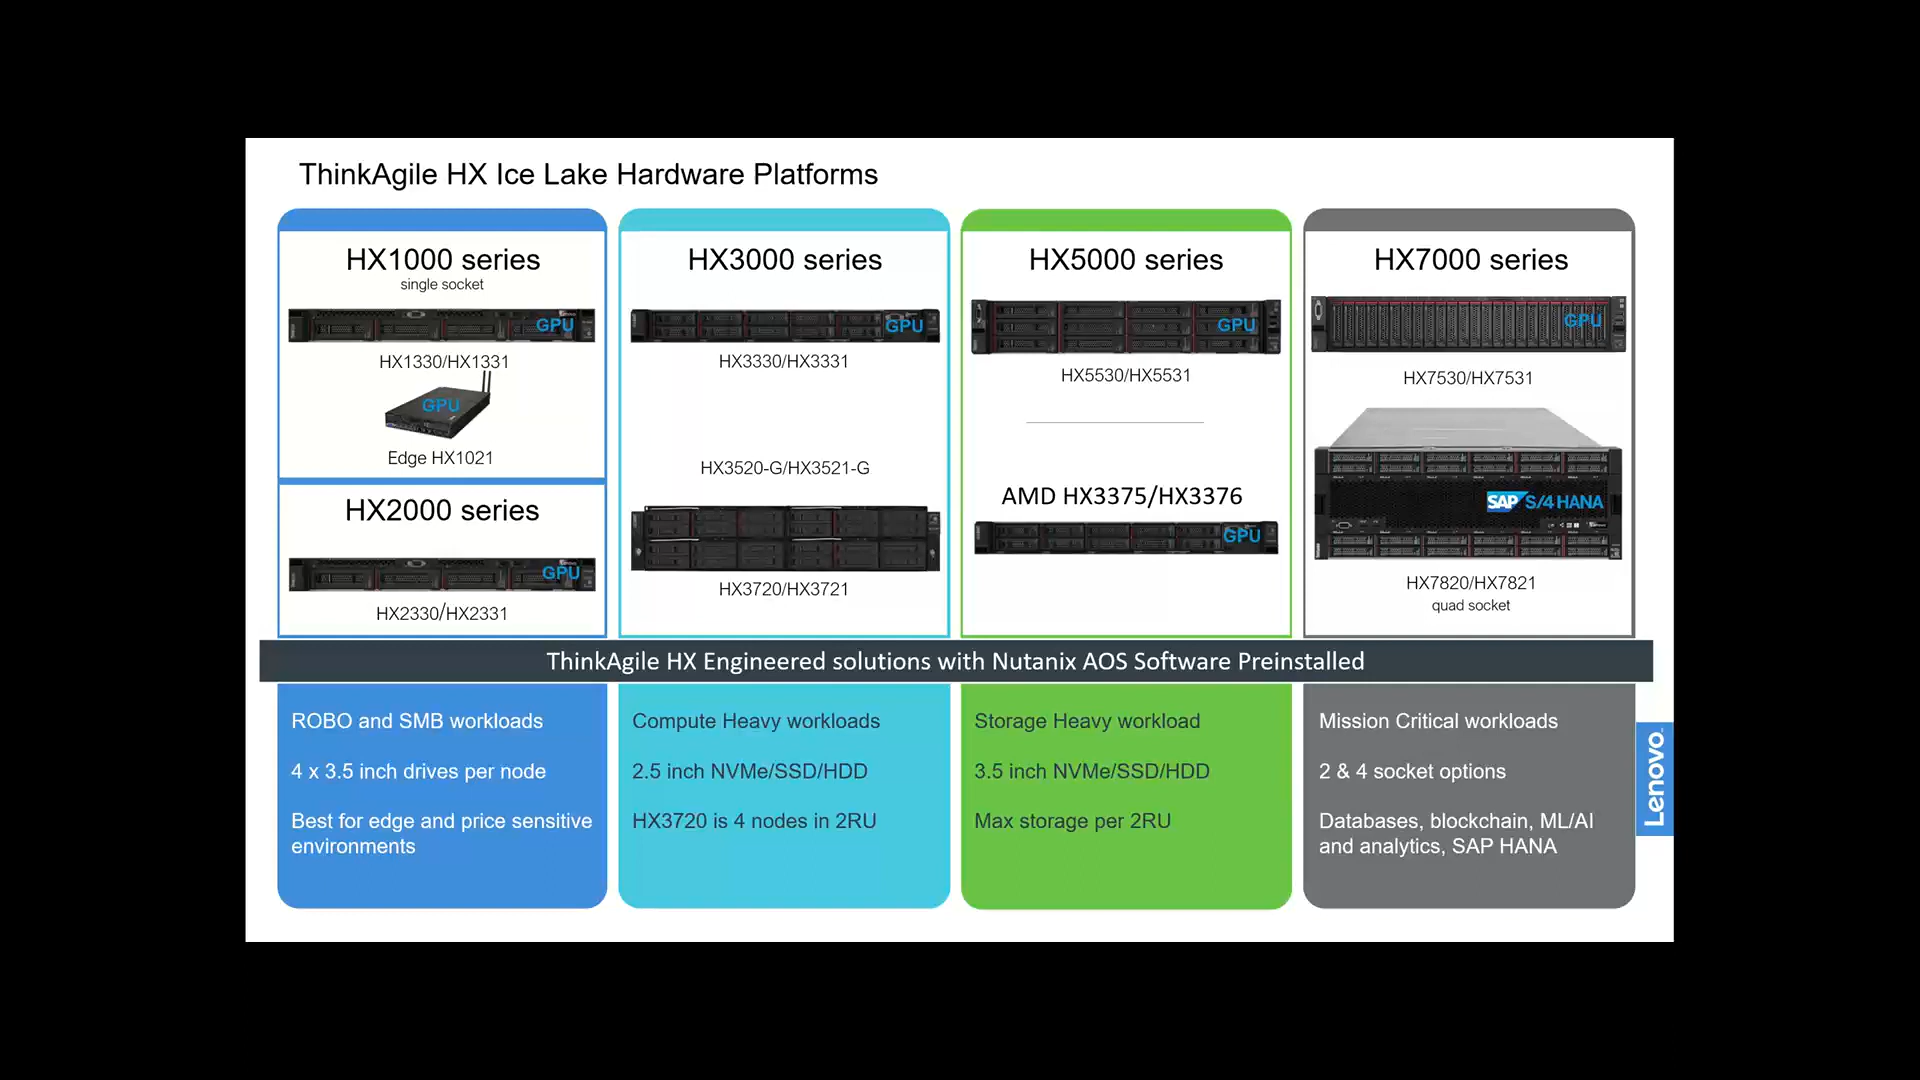 ThinkAgile HX Ice Lake Hardware Platforms
HX1000 series
single socket
GPU
HX1330/HX1331
GPU
Edge HX1021
HX2000 series
GPU
HX2330/HX2331
HX3000 series
GPU
HX3330/HX3331
HX3520-G/HX3521-G
HX3720/HX3721
HX5000 series
GPU
HX5530/HX5531
AMD HX3375/HX3376
GPU
HX7000 series
GPU
HX7530/HX7531
SAP S/4HANA
HX7820/HX7821
quad socket
ThinkAgile HX Engineered solutions with Nutanix AOS Software Preinstalled
ROBO and SMB workloads
4 x 3.5 inch drives per node
Best for edge and price sensitive
environments
Compute Heavy workloads
2.5 inch NVMe/SSD/HDD
HX3720 is 4 nodes in 2RU
Storage Heavy workload
3.5 inch NVMe/SSD/HDD
Max storage per 2RU
Mission Critical workloads
2 & 4 socket options
Databases, blockchain, ML/AI
and analytics, SAP HANA
Lenovo